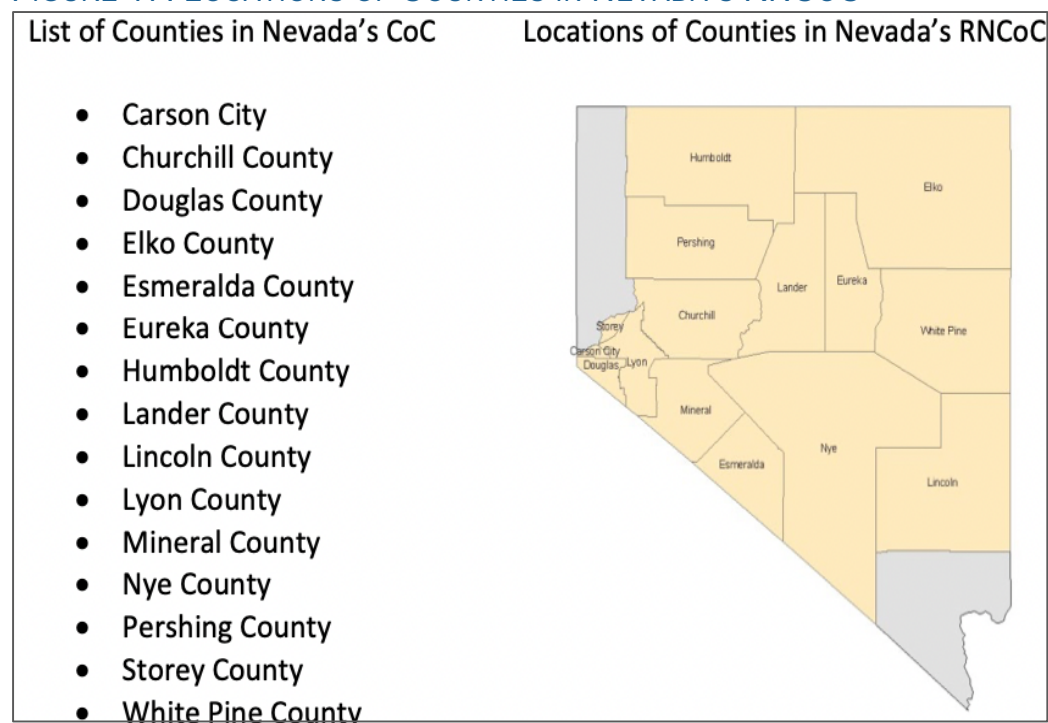 List of Counties in Nevada's CoC
Locations of Counties in Nevada's RNCoC
• Carson City
• Churchill County
• Douglas County
• Elko County
• Esmeralda County
• Eureka County
• Humboldt County
• Lander County
• Lincoln County
• Lyon County
• Mineral County
• Nye County
• Pershing County
• Storey County
• White Pine County
Humboldt
Elko
Pershing
Lander
Eureka
Churchill
Storey
White Pine
Carson City
Douglas
Lyon
Mineral
Nye
Esmeralda
Lincoln